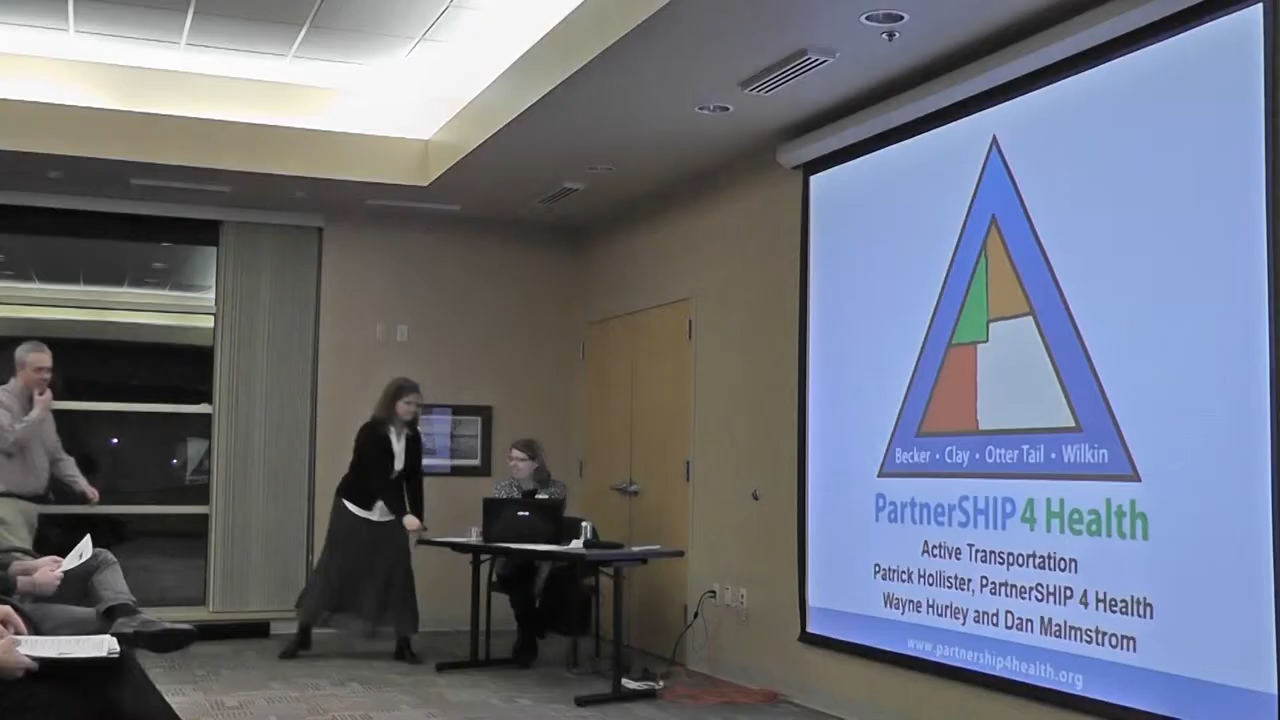 Becker • Clay • Otter Tail • Wilkin
PartnerSHIP 4 Health
Active Transportation
Patrick Hollister, PartnerSHIP 4 Health
Wayne Hurley and Dan Malmstrom
www.partnership4health.org